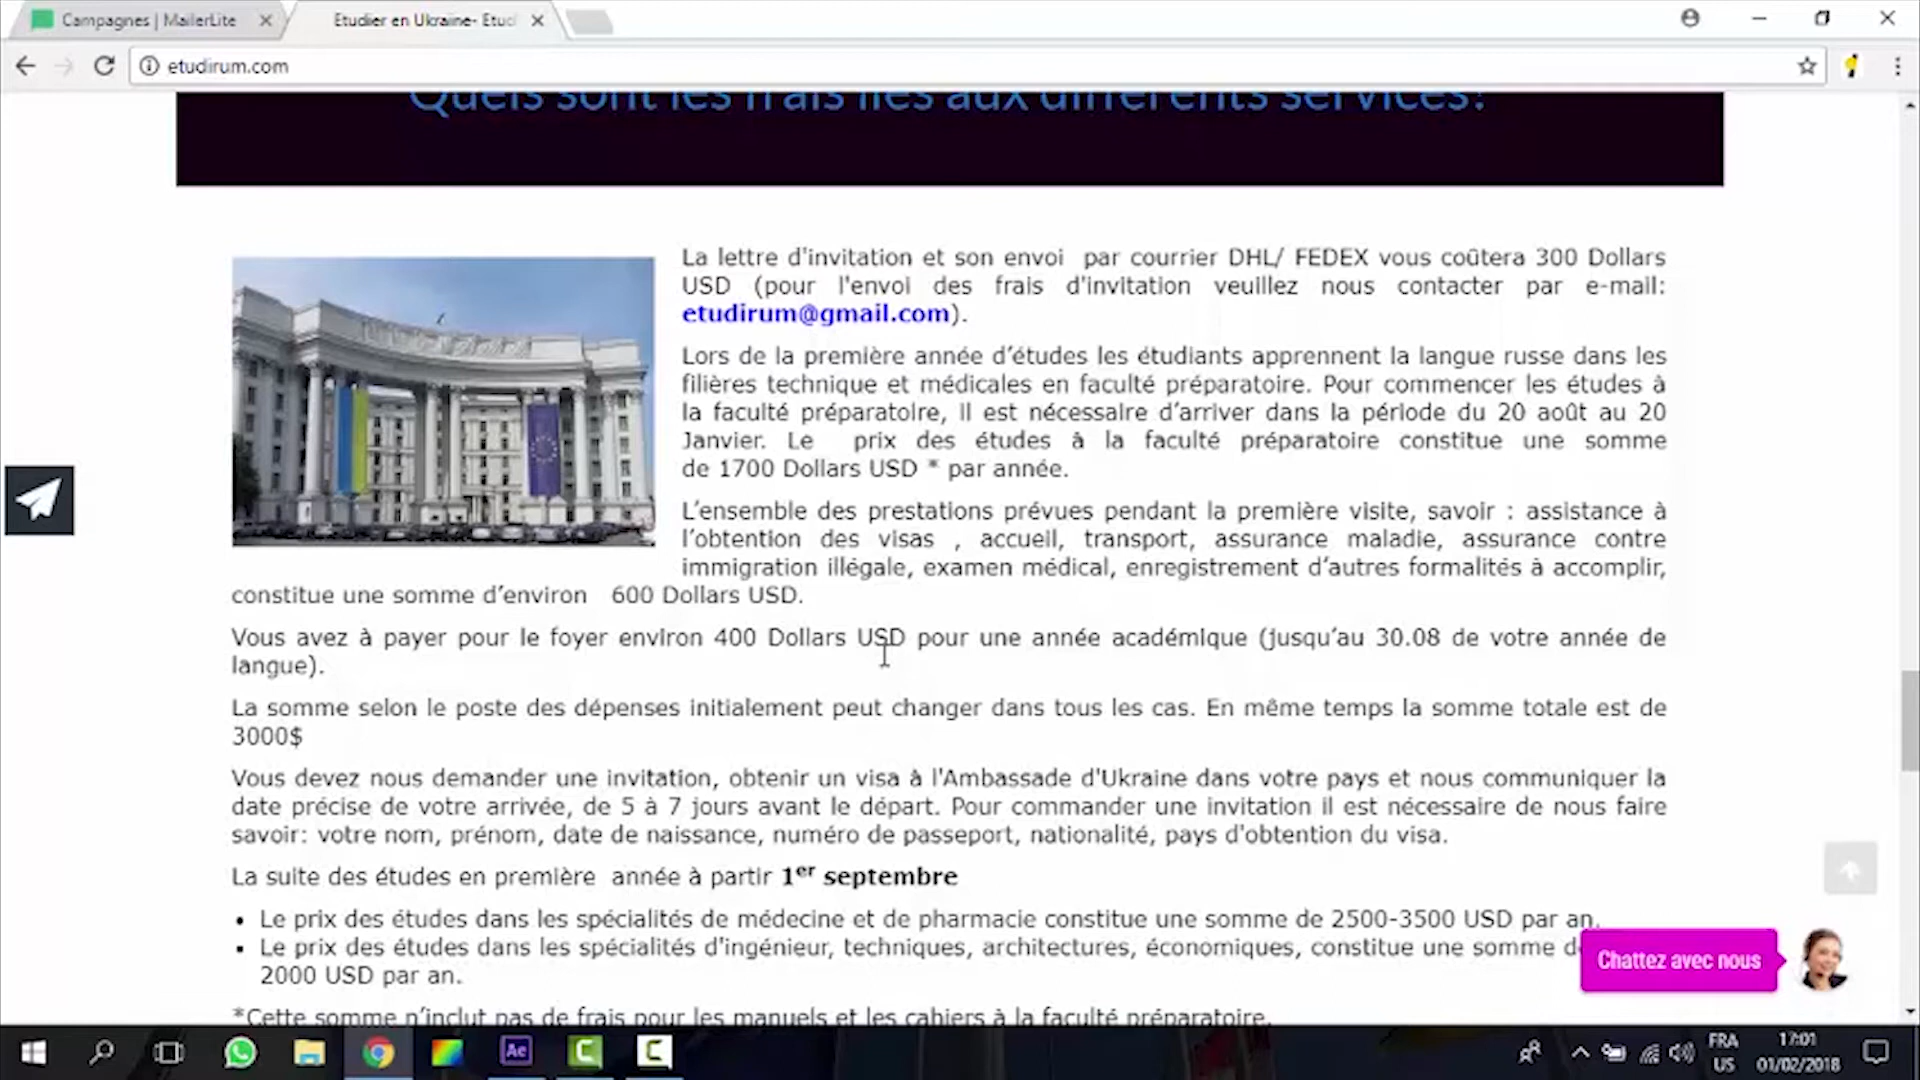 Campagnes | MailerLite
Etudier en Ukraine- Etud
etudirum.com
Quels sont les frais liés aux différents services?
La lettre d'invitation et son envoi par courrier DHL/ FEDEX vous coûtera 300 Dollars
USD (pour l'envoi des frais d'invitation veuillez nous contacter par e-mail:
etudirum@gmail.com).
Lors de la première année d’études les étudiants apprennent la langue russe dans les
filières technique et médicales en faculté préparatoire. Pour commencer les études à
la faculté préparatoire, il est nécessaire d’arriver dans la période du 20 août au 20
Janvier. Le prix des études à la faculté préparatoire constitue une somme
de 1700 Dollars USD * par année.
L’ensemble des prestations prévues pendant la première visite, savoir : assistance à
l’obtention des visas , accueil, transport, assurance maladie, assurance contre
immigration illégale, examen médical, enregistrement d’autres formalités à accomplir,
constitue une somme d’environ 600 Dollars USD.
Vous avez à payer pour le foyer environ 400 Dollars USD pour une année académique (jusqu’au 30.08 de votre année de
langue).
La somme selon le poste des dépenses initialement peut changer dans tous les cas. En même temps la somme totale est de
3000$
Vous devez nous demander une invitation, obtenir un visa à l'Ambassade d'Ukraine dans votre pays et nous communiquer la
date précise de votre arrivée, de 5 à 7 jours avant le départ. Pour commander une invitation il est nécessaire de nous faire
savoir: votre nom, prénom, date de naissance, numéro de passeport, nationalité, pays d'obtention du visa.
La suite des études en première année à partir 1er septembre
• Le prix des études dans les spécialités de médecine et de pharmacie constitue une somme de 2500-3500 USD par an.
• Le prix des études dans les spécialités d'ingénieur, techniques, architectures, économiques, constitue une somme d
2000 USD par an.
Chattez avec nous
*Cette somme n’inclut pas de frais pour les manuels et les cahiers à la faculté préparatoire.
Ae
FRA
US
17:01
01/02/2018